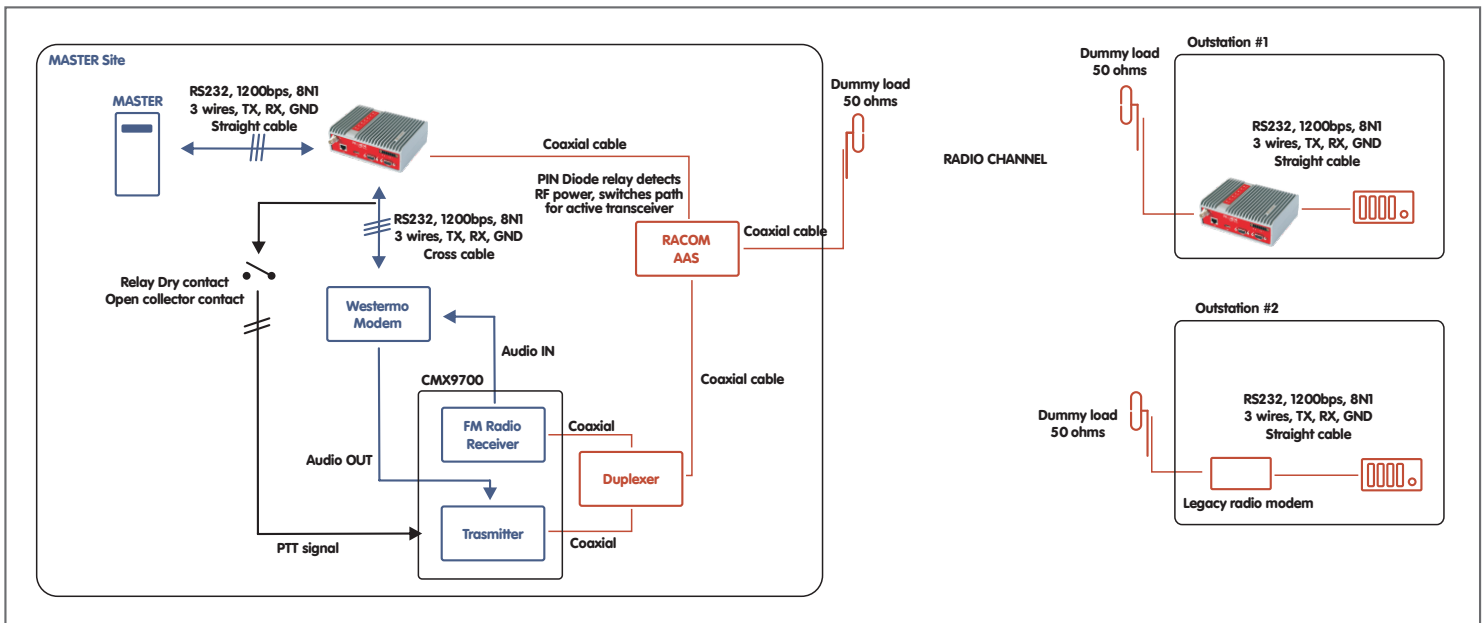 MASTER Site
MASTER
RS232, 1200bps, 8N1
3 wires, TX, RX, GND
Straight cable
Coaxial cable
PIN Diode relay detects
RF power, switches path
for active transceiver
RS232, 1200bps, 8N1
3 wires, TX, RX, GND
Cross cable
Relay Dry contact
Open collector contact
Westermo
Modem
Audio IN
CMX9700
FM Radio
Receiver
Audio OUT
Trasmitter
PTT signal
Coaxial
Duplexer
Coaxial
RACOM
AAS
Coaxial cable
Coaxial cable
Dummy load
50 ohms
RADIO CHANNEL
Outstation #1
Dummy load
50 ohms
RS232, 1200bps, 8N1
3 wires, TX, RX, GND
Straight cable
Outstation #2
Dummy load
50 ohms
RS232, 1200bps, 8N1
3 wires, TX, RX, GND
Straight cable
Legacy radio modem